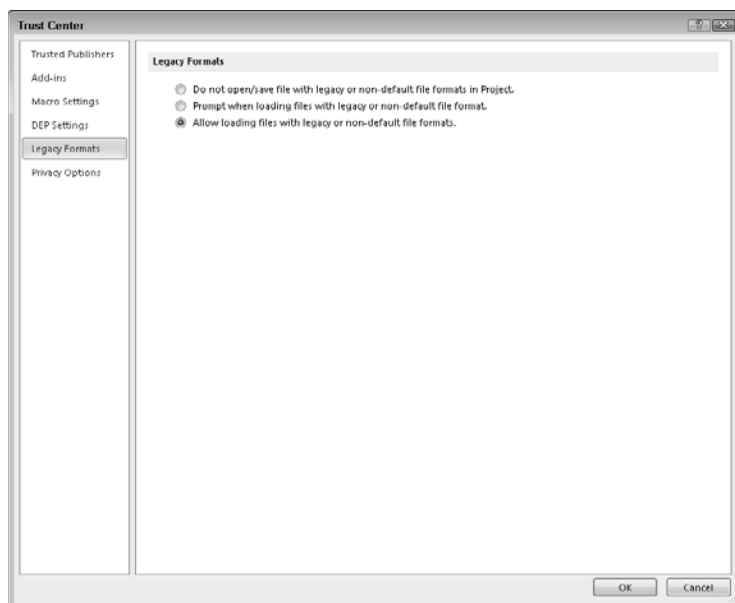 Trust Center
Trusted Publishers
Add-ins
Macro Settings
DEP Settings
Legacy Formats
Privacy Options
Legacy Formats
Do not open/save file with legacy or non-default file formats in Project.
Prompt when loading files with legacy or non-default file format.
Allow loading files with legacy or non-default file formats.
OK
Cancel